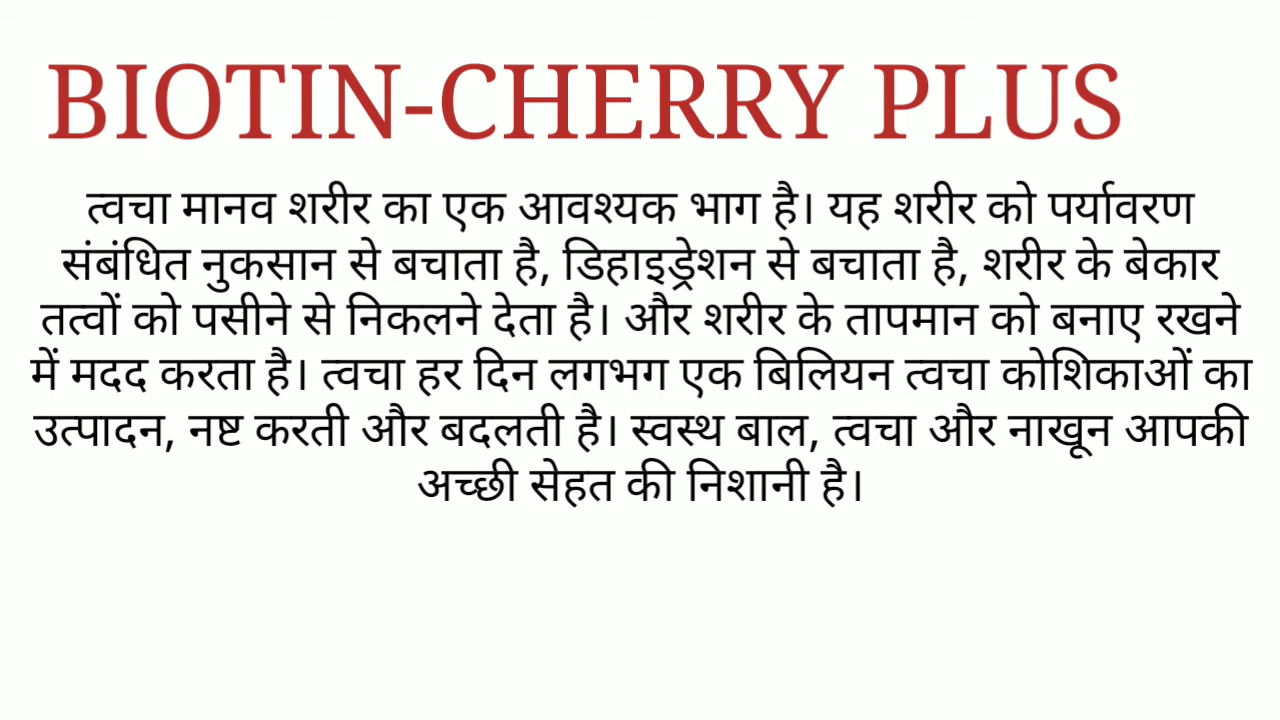 BIOTIN-CHERRY PLUS
त्वचा मानव शरीर का एक आवश्यक भाग है। यह शरीर को पर्यावरण
संबंधित नुकसान से बचाता है, डिहाइड्रेशन से बचाता है, शरीर के बेकार
तत्वों को पसीने से निकलने देता है। और शरीर के तापमान को बनाए रखने
में मदद करता है। त्वचा हर दिन लगभग एक बिलियन त्वचा कोशिकाओं का
उत्पादन, नष्ट करती और बदलती है। स्वस्थ बाल, त्वचा और नाखून आपकी
अच्छी सेहत की निशानी है।